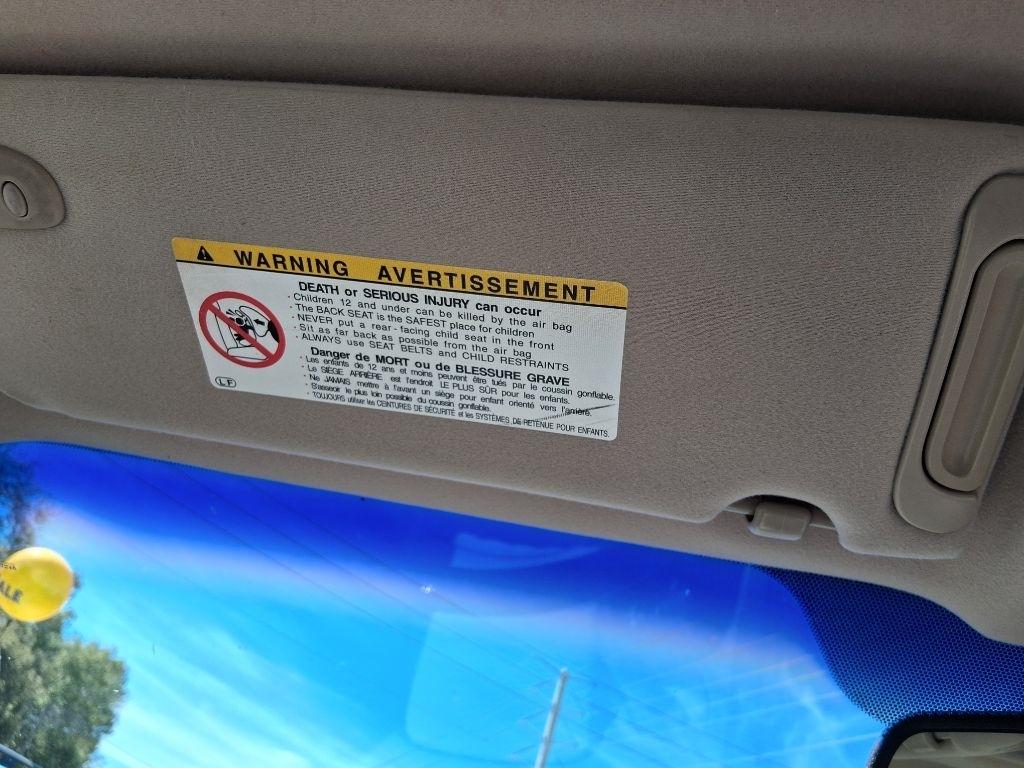 WARNING AVERTISSEMENT
DEATH or SERIOUS INJURY can occur
· Children 12 and under can be killed by the air bag
· The BACK SEAT is the SAFEST place for children
· NEVER put a rear-facing child seat in the front
· Sit as far back as possible from the air bag
· ALWAYS use SEAT BELTS and CHILD RESTRAINTS
Danger de MORT ou de BLESSURE GRAVE
· Les enfants de 12 ans et moins peuvent être tués par le coussin gonflable.
· Le SIÈGE ARRIÈRE est l'endroit LE PLUS SÛR pour les enfants.
· Ne JAMAIS mettre à l'avant un siège pour enfant orienté vers l'arrière.
· S'asseoir le plus loin possible du coussin gonflable.
· TOUJOURS utiliser les CEINTURES DE SÉCURITÉ et les SYSTÈMES DE RETENUE POUR ENFANTS.
LF
ALE